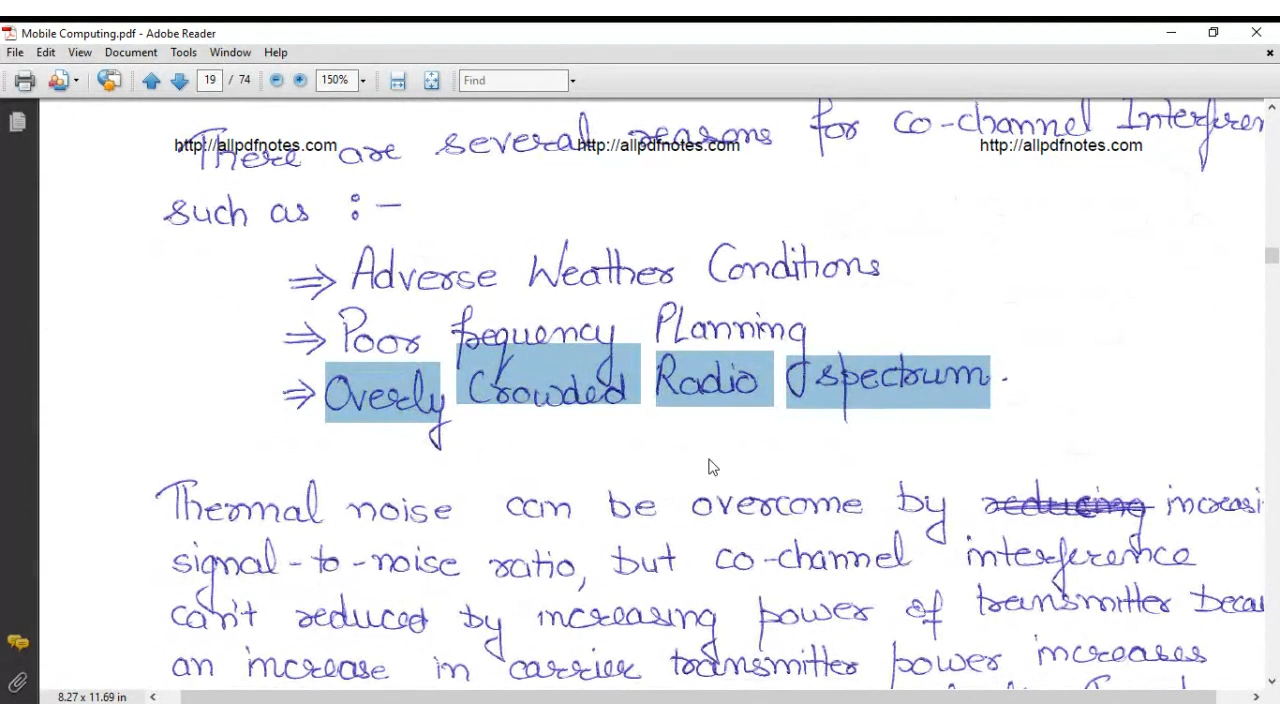 Mobile Computing.pdf - Adobe Reader
File Edit View Document Tools Window Help
19 / 74 150% Find
There are several reasons for co-channel Interferen
http://allpdfnotes.com http://allpdfnotes.com http://allpdfnotes.com
such as :-
⇒ Adverse Weather Conditions
⇒ Poor frequency Planning
⇒ Overly Crowded Radio spectrum.
Thermal noise can be overcome by reducing increasi
signal-to-noise ratio, but co-channel interference
can't reduced by increasing power of transmitter becau
an increase in carrier transmitter power increases
8.27 x 11.69 in